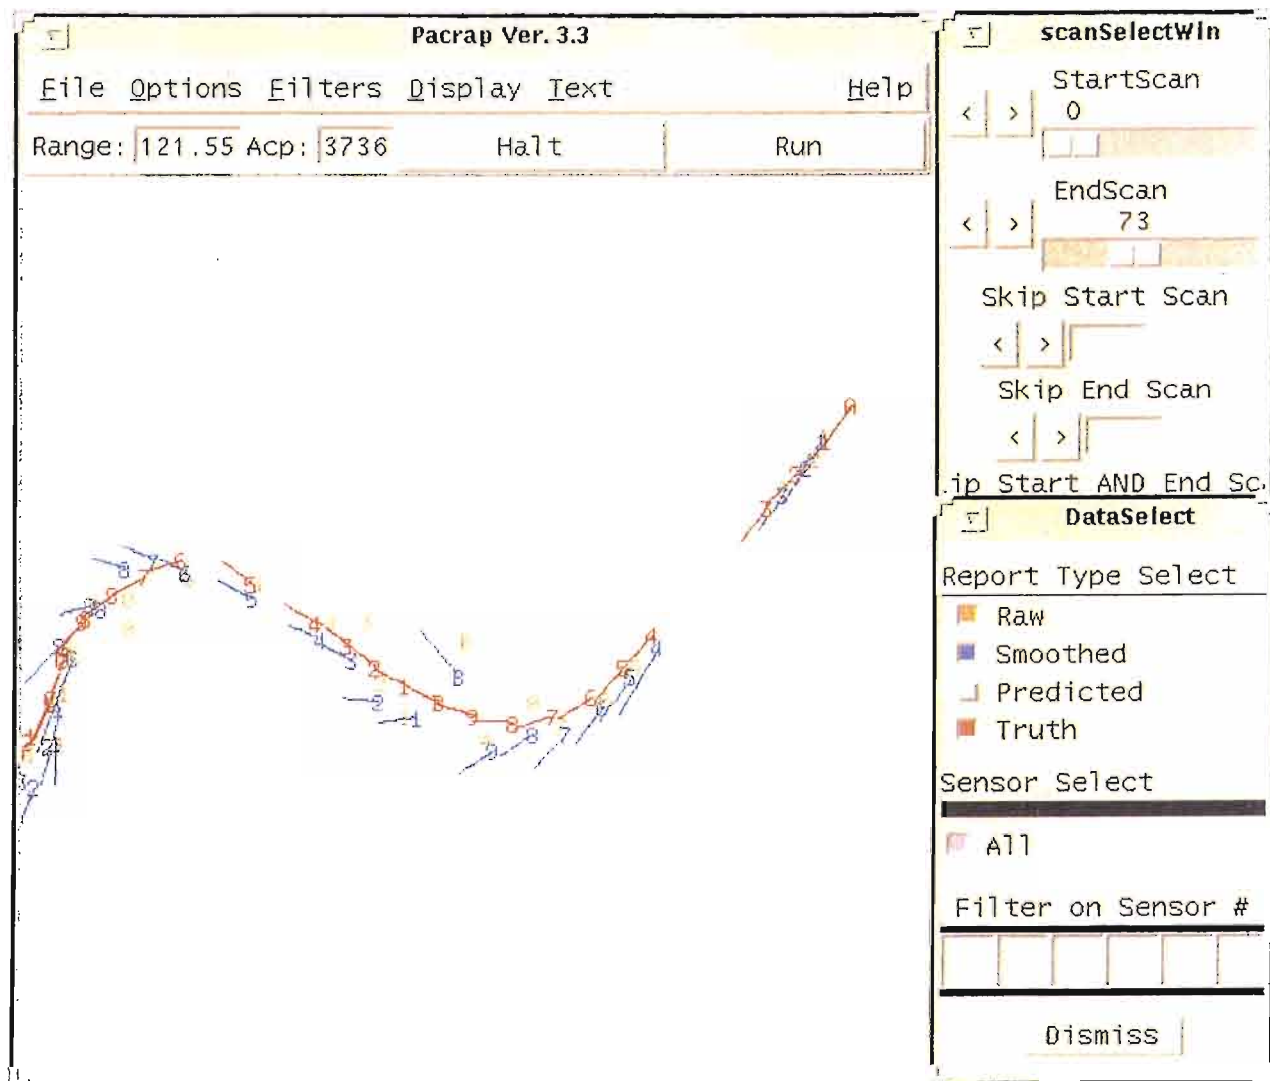 Pacrap Ver. 3.3
File Options Filters Display Text Help
Range: 121.55 Acp: 3736 Halt Run
scanSelectWin
StartScan
< > 0
EndScan
< > 73
Skip Start Scan
< >
Skip End Scan
< >
ip Start AND End Sc
DataSelect
Report Type Select
Raw
Smoothed
Predicted
Truth
Sensor Select
All
Filter on Sensor #
Dismiss